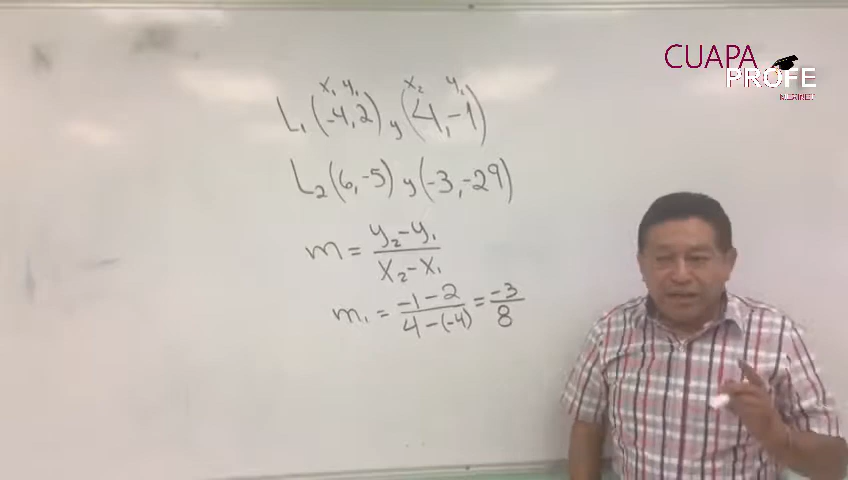 CUAPA
PROFE
x₁ y₁ x₂ y₁
L₁(-4,2) y (4,-1)
L₂(6,-5) y (-3,-29)
m = y₂-y₁ / x₂-x₁
m₁ = -1-2 / 4-(-4) = -3 / 8